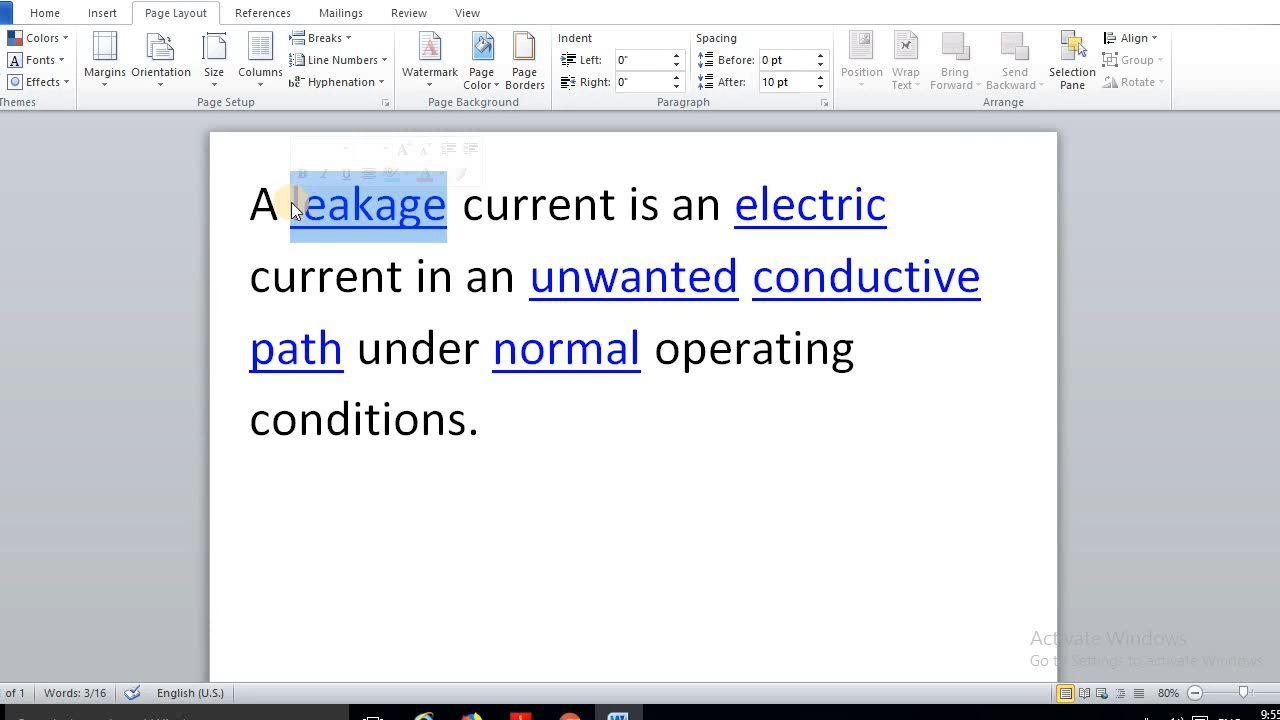 Home Insert Page Layout References Mailings Review View
Colors Breaks Indent Spacing Align
Fonts Line Numbers Left: 0" Before: 0 pt Group
Effects Margins Orientation Size Columns Hyphenation Watermark Page Color Page Borders Right: 0" After: 10 pt Position Wrap Text Bring Forward Send Backward Selection Pane Rotate
Themes Page Setup Page Background Paragraph Arrange
A leakage current is an electric
current in an unwanted conductive
path under normal operating
conditions.
Activate Windows
Go to Settings to activate Windows.
of 1 Words: 3/16 English (U.S.) 80%
9:55